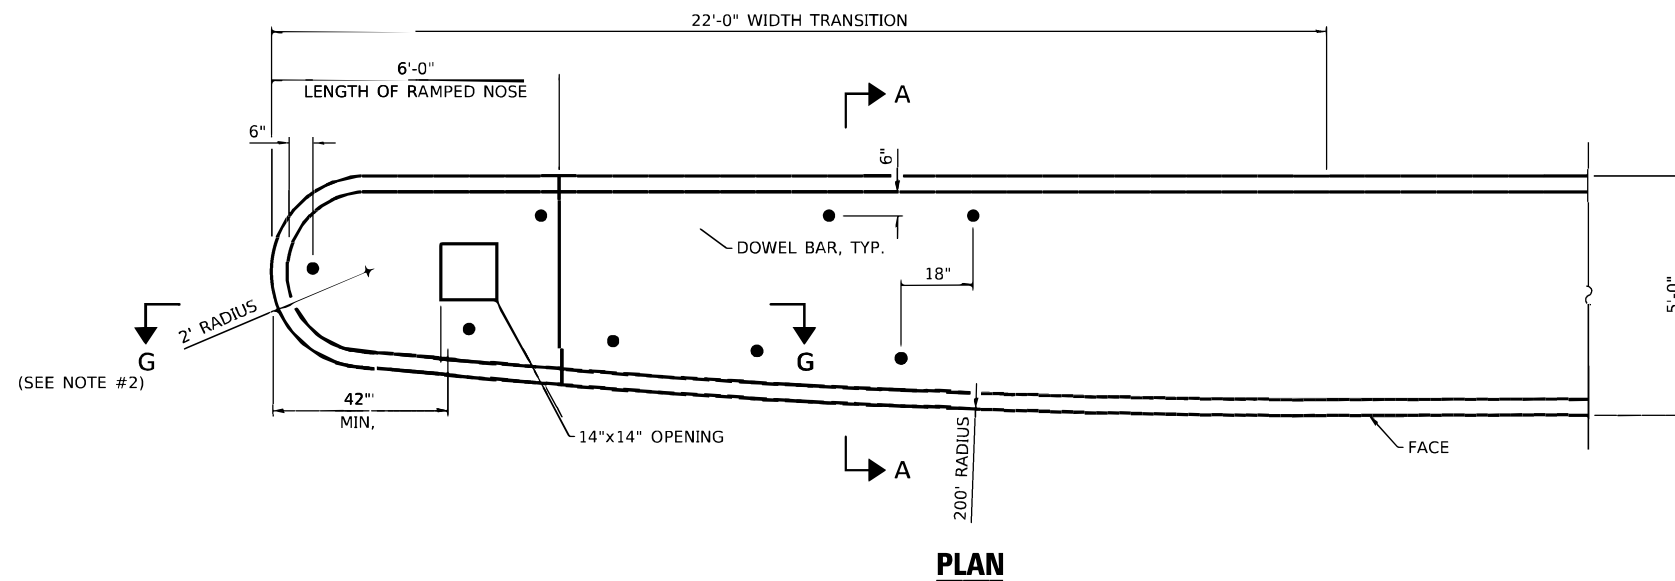 22'-0" WIDTH TRANSITION
6'-0"
LENGTH OF RAMPED NOSE
A
6"
6"
DOWEL BAR, TYP.
18"
5'-0"
2' RADIUS
G
G
(SEE NOTE #2)
42"
MIN,
14"x14" OPENING
200' RADIUS
FACE
A
PLAN